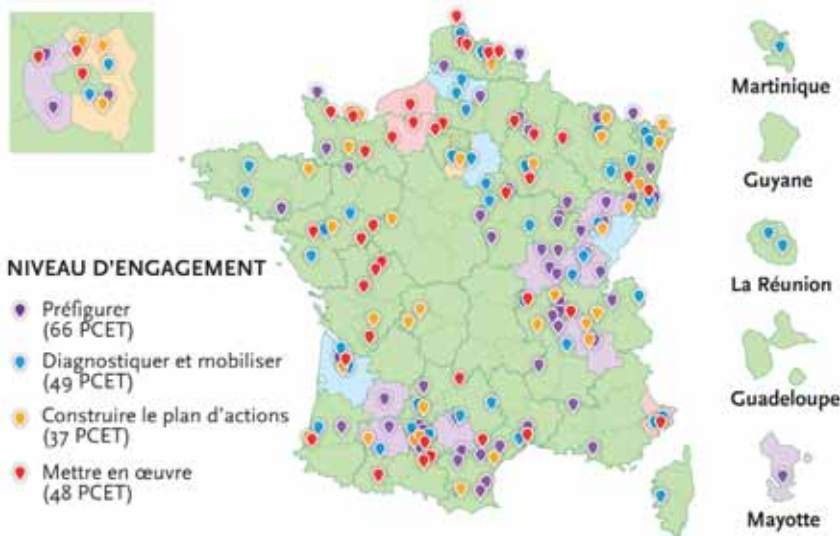 Martinique
Guyane
La Réunion
Guadeloupe
Mayotte
NIVEAU D'ENGAGEMENT
Préfigurer
(66 PCET)
Diagnostiquer et mobiliser
(49 PCET)
Construire le plan d'actions
(37 PCET)
Mettre en œuvre
(48 PCET)